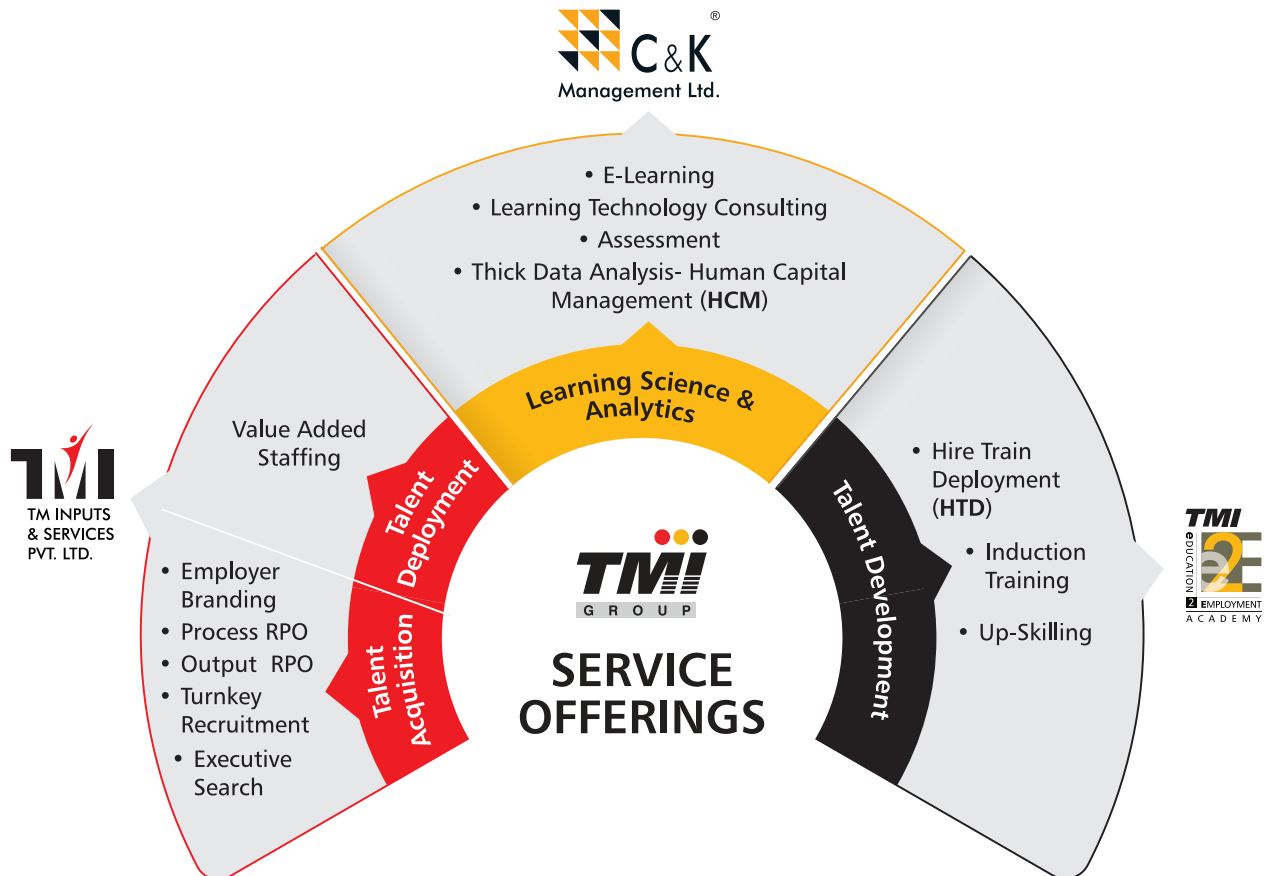 C & K ®
Management Ltd.
• E-Learning
• Learning Technology Consulting
• Assessment
• Thick Data Analysis- Human Capital
Management (HCM)
Learning Science &
Analytics
Value Added
Staffing
Talent
Deployment
TMI
TM INPUTS
& SERVICES
PVT. LTD.
• Employer
Branding
• Process RPO
• Output RPO
• Turnkey
Recruitment
• Executive
Search
Talent
Acquisition
TMI
GROUP
SERVICE
OFFERINGS
Talent Development
• Hire Train
Deployment
(HTD)
• Induction
Training
• Up-Skilling
TMI
eDUCATION
e2E
2 EMPLOYMENT
ACADEMY